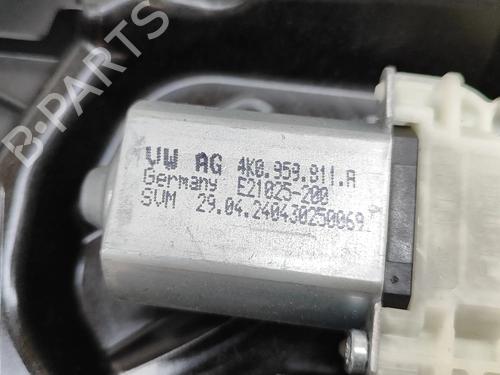 B-PARTS
VW AG 4K0.959.811.A
Germany E21025-200
SVM 29.04.240430250069